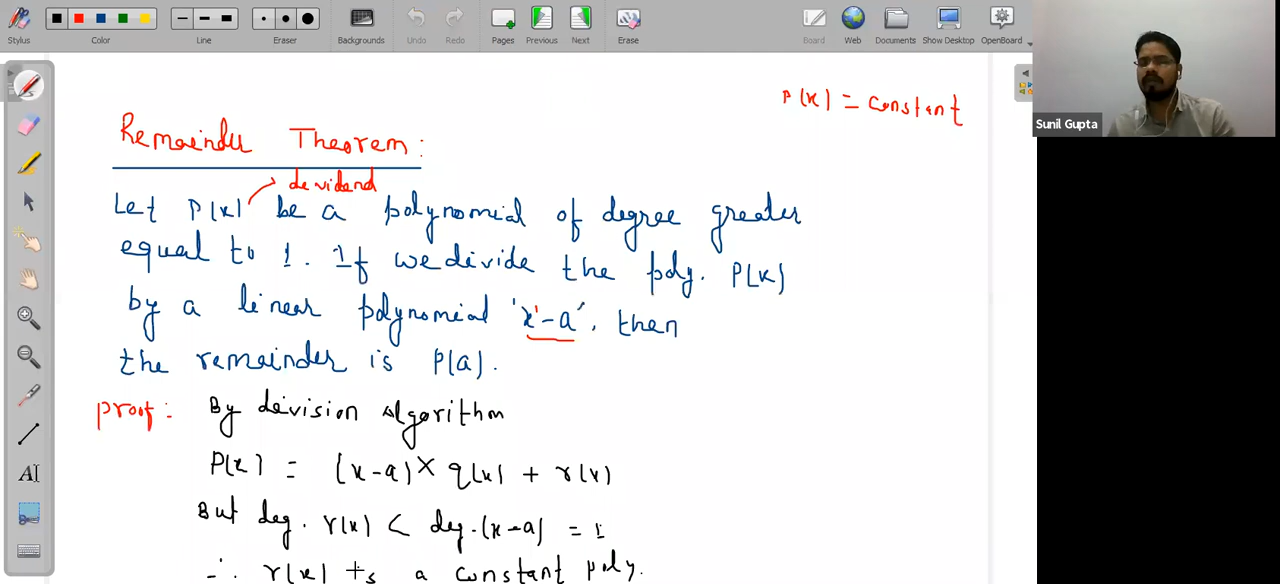 Board
Web
Documents
Show Desktop
OpenBoard
Stylus
Color
Line
Eraser
Backgrounds
Undo
Redo
Pages
Previous
Next
Erase
Sunil Gupta
P(x) = constant
Remainder Theorem:
devidend
Let P(x) be a polynomial of degree greater
equal to 1. If we divide the poly. P(x)
by a linear polynomial 'x'-a', then
the remainder is P(a).
proof: By devision algorithm
P(x) = (x-a) × q(x) + r(x)
But deg. r(x) < deg.(x-a) = 1
∴ r(x) is a constant poly.